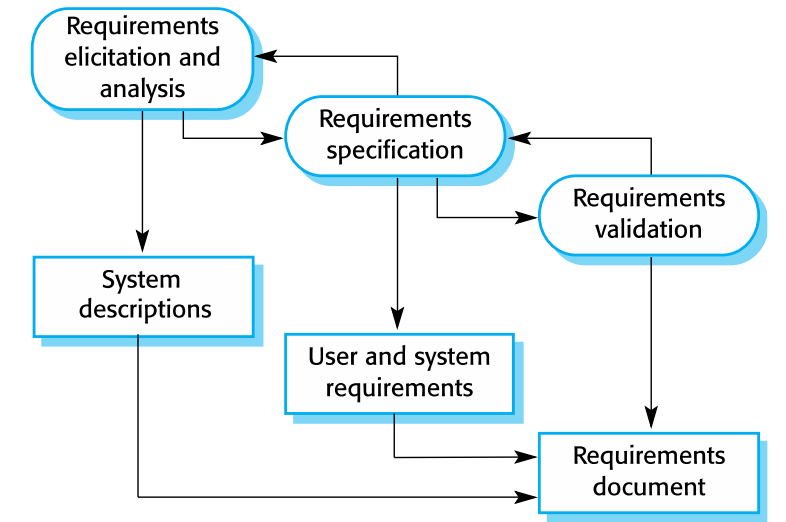 Requirements
elicitation and
analysis
Requirements
specification
Requirements
validation
System
descriptions
User and system
requirements
Requirements
document